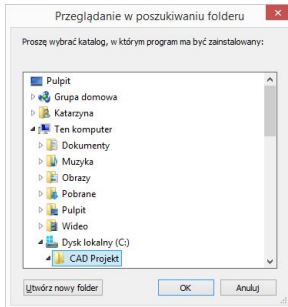 Przeglądanie w poszukiwaniu folderu
Proszę wybrać katalog, w którym program ma być zainstalowany:
Pulpit
Grupa domowa
Katarzyna
Ten komputer
Dokumenty
Muzyka
Obrazy
Pobrane
Pulpit
Wideo
Dysk lokalny (C:)
CAD Projekt
Utwórz nowy folder OK Anuluj